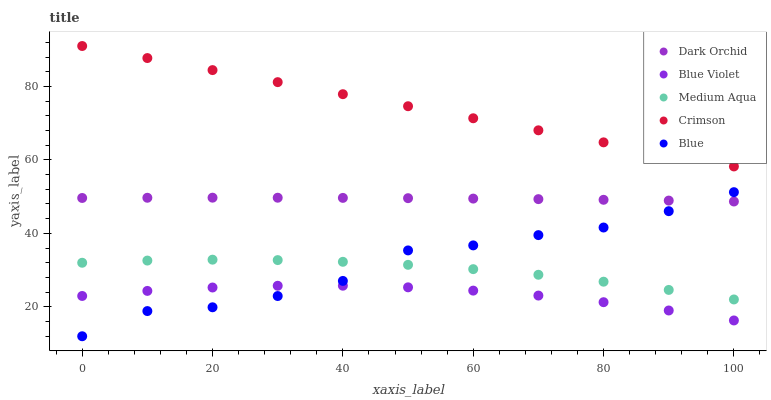 title
Dark Orchid
Blue Violet
Medium Aqua
Crimson
Blue
yaxis_label
80
60
40
20
0 20 40 60 80 100
xaxis_label